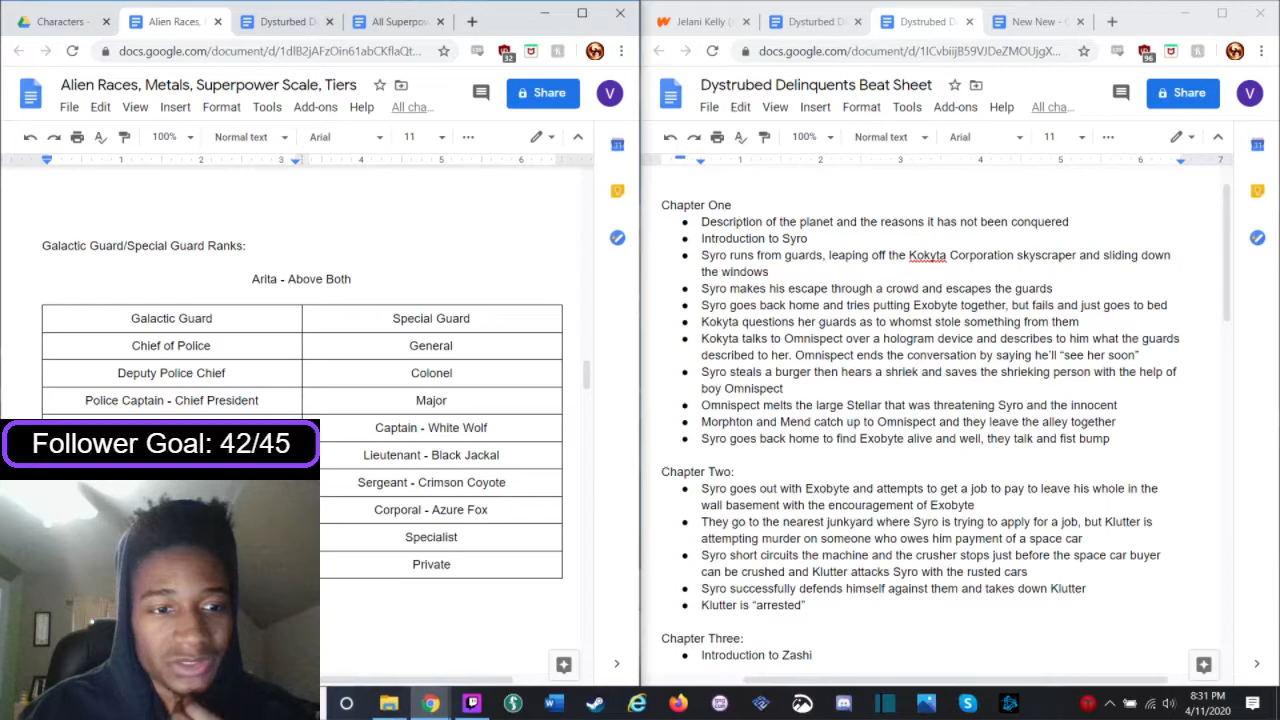 Characters -
Alien Races,
Dysturbed De
All Superpow
Jelani Kelly (
Dysturbed D
Dystrubed D
New New - G
docs.google.com/document/d/1dlB2jAFzOin61abCKflaQt...
32
docs.google.com/document/d/1lCvbiijB59VJDeZMOJgX...
96
Alien Races, Metals, Superpower Scale, Tiers
Share
V
Dystrubed Delinquents Beat Sheet
Share
V
File Edit View Insert Format Tools Add-ons Help All cha...
File Edit View Insert Format Tools Add-ons Help All cha...
100% Normal text Arial 11
100% Normal text Arial 11
1 2 3 4 5 6
1 2 3 4 5 6 7
Galactic Guard/Special Guard Ranks:
Arita - Above Both
Galactic Guard Special Guard
Chief of Police General
Deputy Police Chief Colonel
Police Captain - Chief President Major
Captain - White Wolf
Lieutenant - Black Jackal
Sergeant - Crimson Coyote
Corporal - Azure Fox
Specialist
Private
Follower Goal: 42/45
Chapter One
● Description of the planet and the reasons it has not been conquered
● Introduction to Syro
● Syro runs from guards, leaping off the Kokyta Corporation skyscraper and sliding down
the windows
● Syro makes his escape through a crowd and escapes the guards
● Syro goes back home and tries putting Exobyte together, but fails and just goes to bed
● Kokyta questions her guards as to whomst stole something from them
● Kokyta talks to Omnispect over a hologram device and describes to him what the guards
described to her. Omnispect ends the conversation by saying he’ll “see her soon”
● Syro steals a burger then hears a shriek and saves the shrieking person with the help of
boy Omnispect
● Omnispect melts the large Stellar that was threatening Syro and the innocent
● Morphton and Mend catch up to Omnispect and they leave the alley together
● Syro goes back home to find Exobyte alive and well, they talk and fist bump
Chapter Two:
● Syro goes out with Exobyte and attempts to get a job to pay to leave his whole in the
wall basement with the encouragement of Exobyte
● They go to the nearest junkyard where Syro is trying to apply for a job, but Klutter is
attempting murder on someone who owes him payment of a space car
● Syro short circuits the machine and the crusher stops just before the space car buyer
can be crushed and Klutter attacks Syro with the rusted cars
● Syro successfully defends himself against them and takes down Klutter
● Klutter is “arrested”
Chapter Three:
● Introduction to Zashi
8:31 PM
4/11/2020